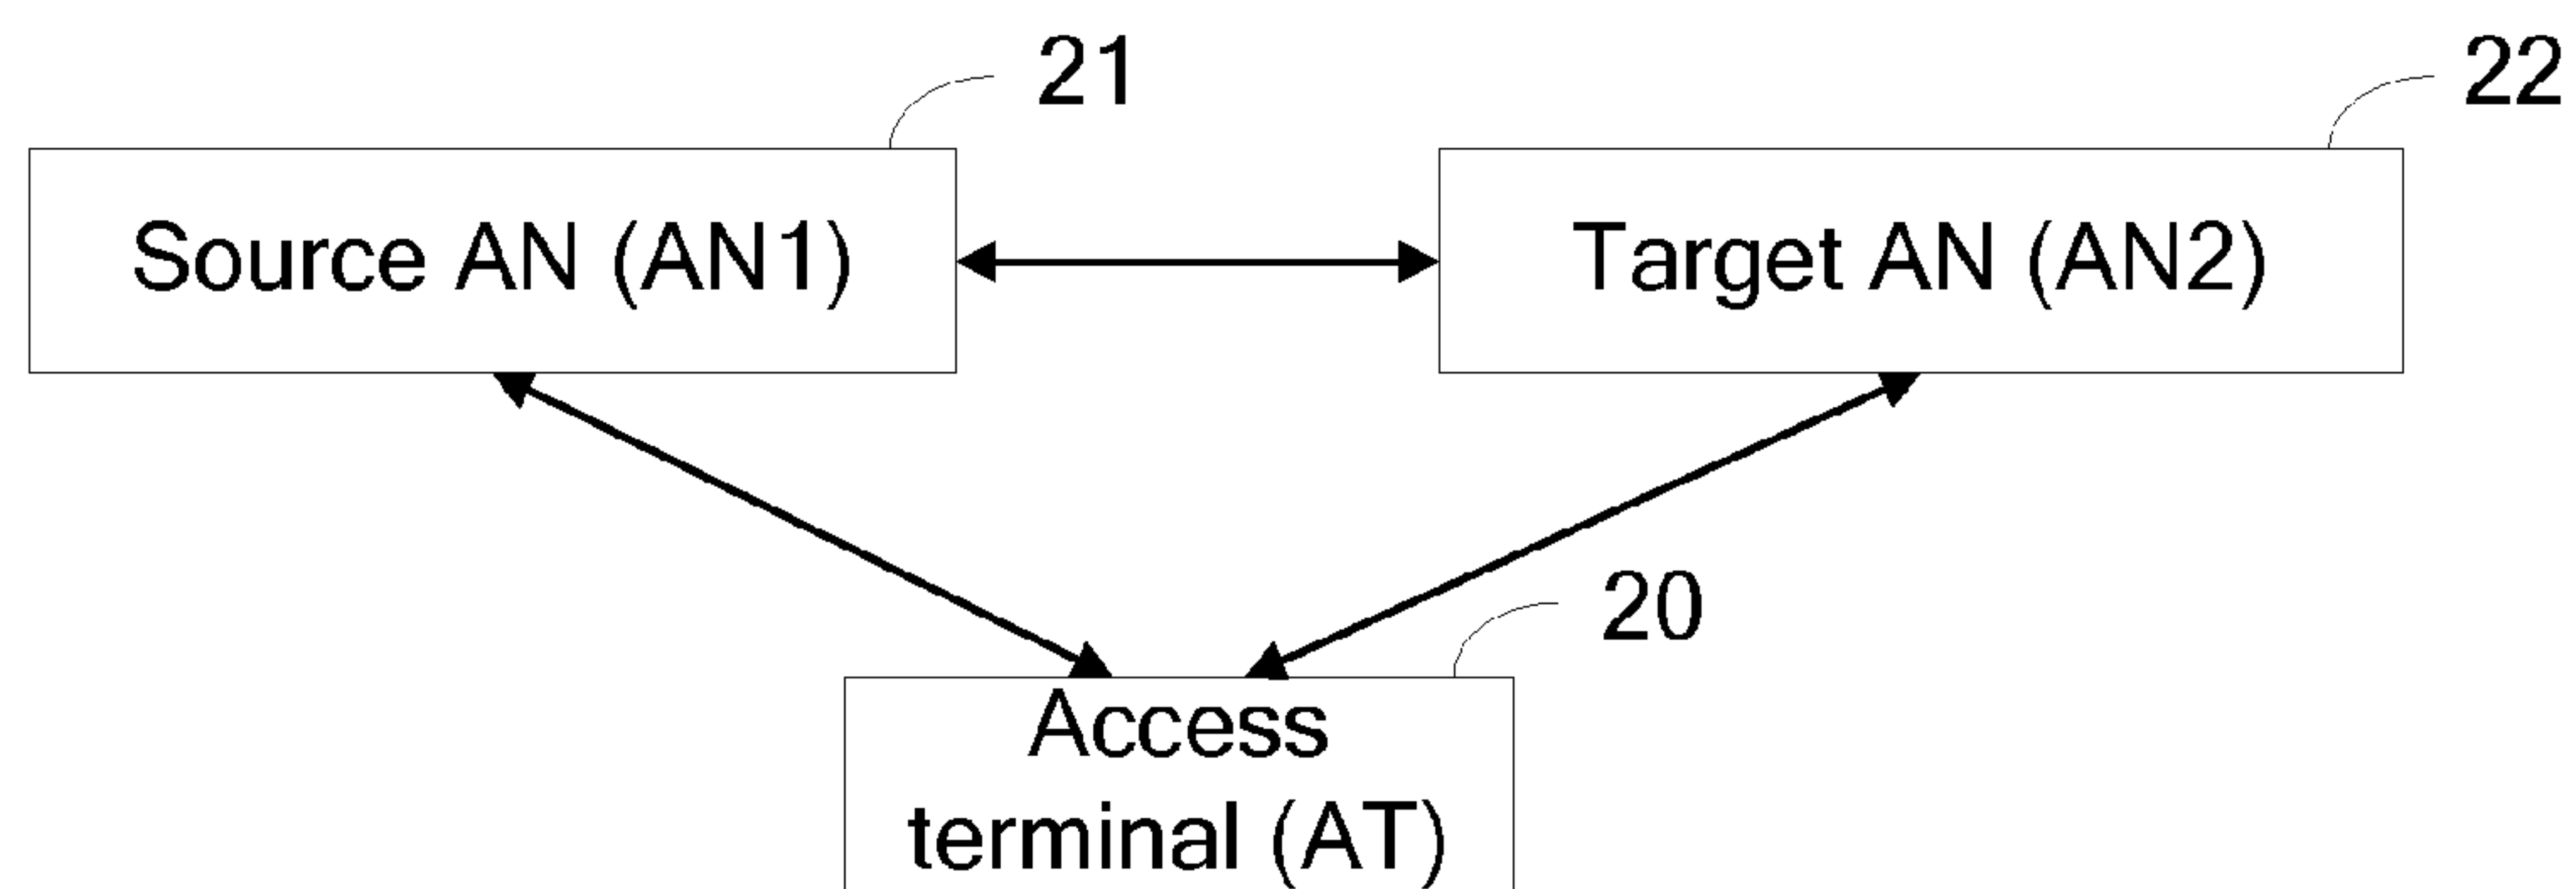 21
22
Source AN (AN1)
Target AN (AN2)
20
Access
terminal (AT)